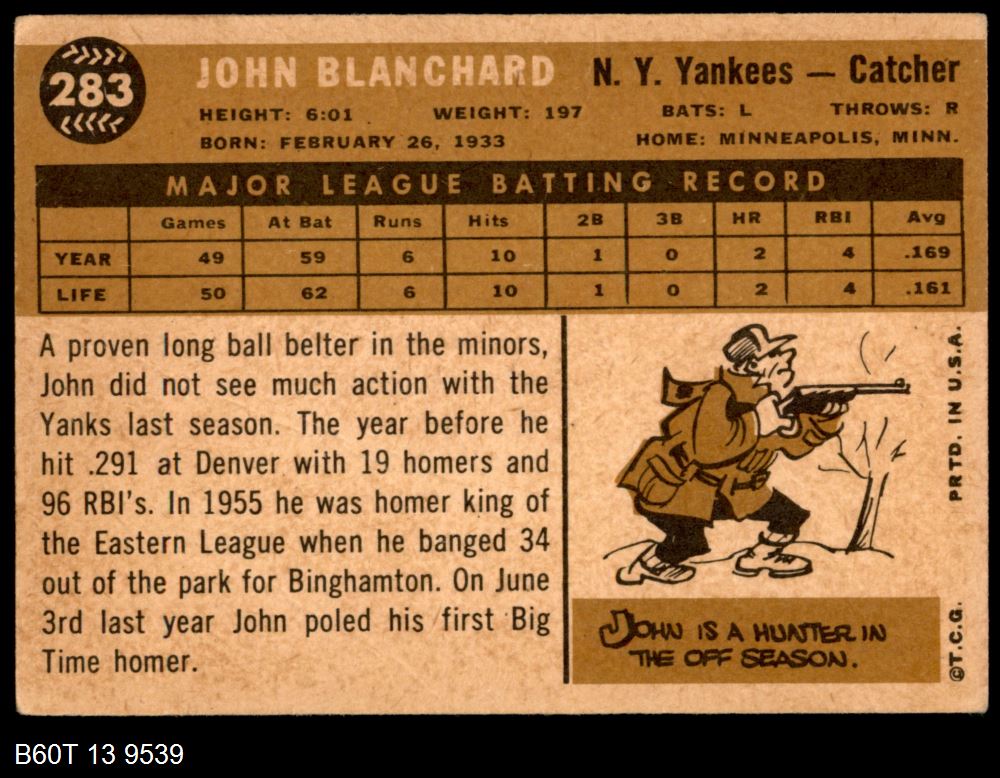 283
JOHN BLANCHARD N. Y. Yankees — Catcher
HEIGHT: 6:01 WEIGHT: 197 BATS: L THROWS: R
BORN: FEBRUARY 26, 1933 HOME: MINNEAPOLIS, MINN.
MAJOR LEAGUE BATTING RECORD
Games At Bat Runs Hits 2B 3B HR RBI Avg
YEAR 49 59 6 10 1 0 2 4 .169
LIFE 50 62 6 10 1 0 2 4 .161
A proven long ball belter in the minors,
John did not see much action with the
Yanks last season. The year before he
hit .291 at Denver with 19 homers and
96 RBI's. In 1955 he was homer king of
the Eastern League when he banged 34
out of the park for Binghamton. On June
3rd last year John poled his first Big
Time homer.
JOHN IS A HUNTER IN
THE OFF SEASON.
©T.C.G. PRTD. IN U.S.A.
B60T 13 9539